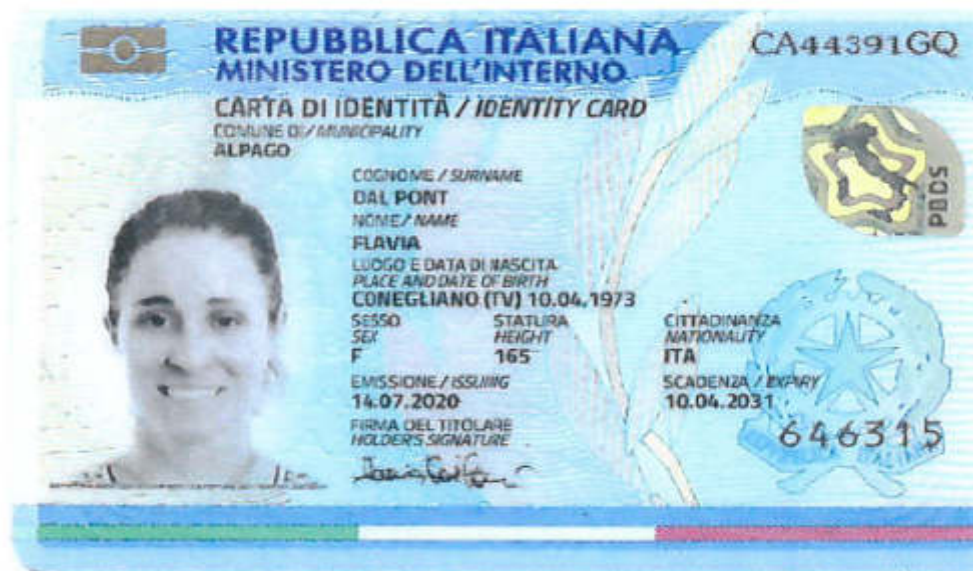 REPUBBLICA ITALIANA
MINISTERO DELL'INTERNO
CA44391GQ
CARTA DI IDENTITÀ / IDENTITY CARD
COMUNE DI / MUNICIPALITY
ALPAGO
COGNOME / SURNAME
DAL PONT
NOME / NAME
FLAVIA
LUOGO E DATA DI NASCITA
PLACE AND DATE OF BIRTH
CONEGLIANO (TV) 10.04.1973
SESSO STATURA CITTADINANZA
SEX HEIGHT NATIONALITY
F 165 ITA
EMISSIONE / ISSUING SCADENZA / EXPIRY
14.07.2020 10.04.2031
FIRMA DEL TITOLARE
HOLDER'S SIGNATURE
646315